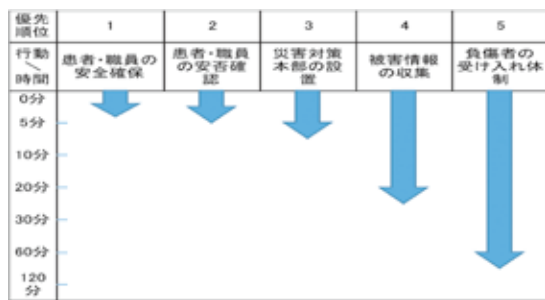 優先
順位
1
2
3
4
5
行動
／
時間
患者・職員の
安全確保
患者・職員
の安否確
認
災害対策
本部の設
置
被害情報
の収集
負傷者の
受け入れ体
制
0分
5分
10分
20分
30分
60分
120
分